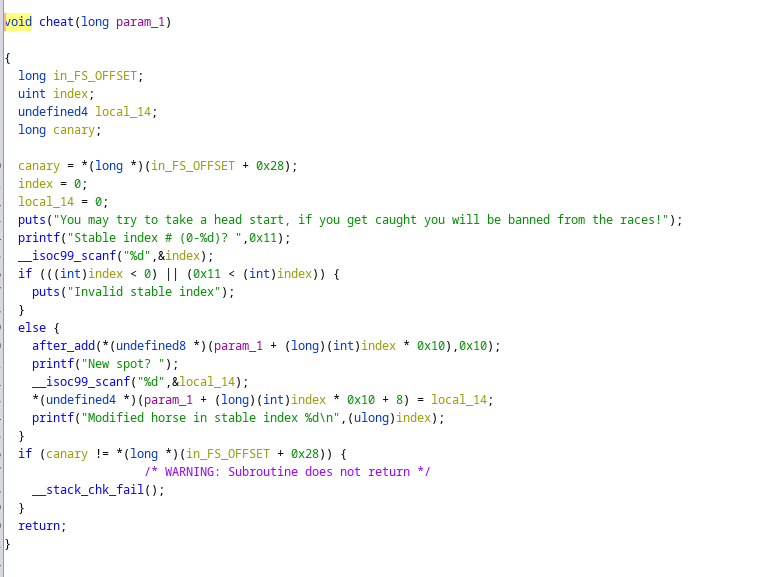 void cheat(long param_1)
{
long in_FS_OFFSET;
uint index;
undefined4 local_14;
long canary;
canary = *(long *)(in_FS_OFFSET + 0x28);
index = 0;
local_14 = 0;
puts("You may try to take a head start, if you get caught you will be banned from the races!");
printf("Stable index # (0-%d)? ",0x11);
__isoc99_scanf("%d",&index);
if (((int)index < 0) || (0x11 < (int)index)) {
puts("Invalid stable index");
}
else {
after_add(*(undefined8 *)(param_1 + (long)(int)index * 0x10),0x10);
printf("New spot? ");
__isoc99_scanf("%d",&local_14);
*(undefined4 *)(param_1 + (long)(int)index * 0x10 + 8) = local_14;
printf("Modified horse in stable index %d\n",(ulong)index);
}
if (canary != *(long *)(in_FS_OFFSET + 0x28)) {
/* WARNING: Subroutine does not return */
__stack_chk_fail();
}
return;
}